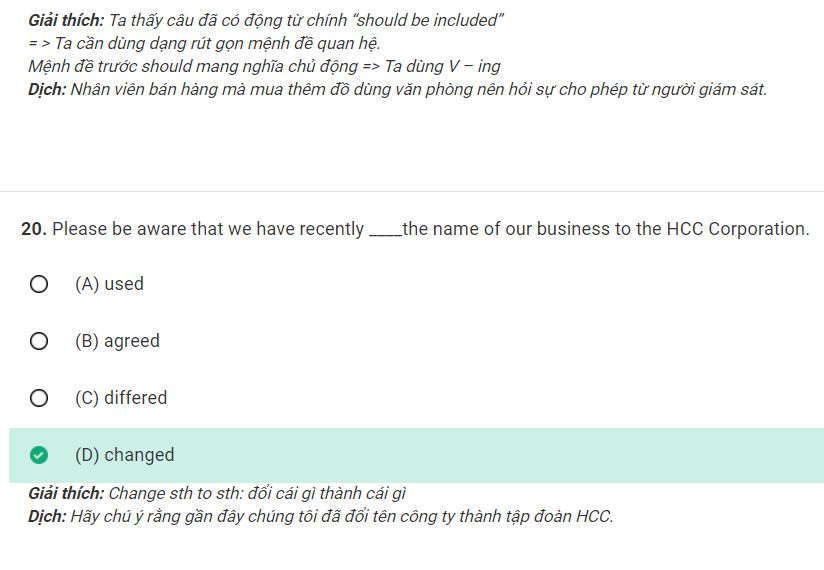 Giải thích: Ta thấy câu đã có động từ chính “should be included”
= > Ta cần dùng dạng rút gọn mệnh đề quan hệ.
Mệnh đề trước should mang nghĩa chủ động => Ta dùng V – ing
Dịch: Nhân viên bán hàng mà mua thêm đồ dùng văn phòng nên hỏi sự cho phép từ người giám sát.
20. Please be aware that we have recently ____the name of our business to the HCC Corporation.
(A) used
(B) agreed
(C) differed
(D) changed
Giải thích: Change sth to sth: đổi cái gì thành cái gì
Dịch: Hãy chú ý rằng gần đây chúng tôi đã đổi tên công ty thành tập đoàn HCC.